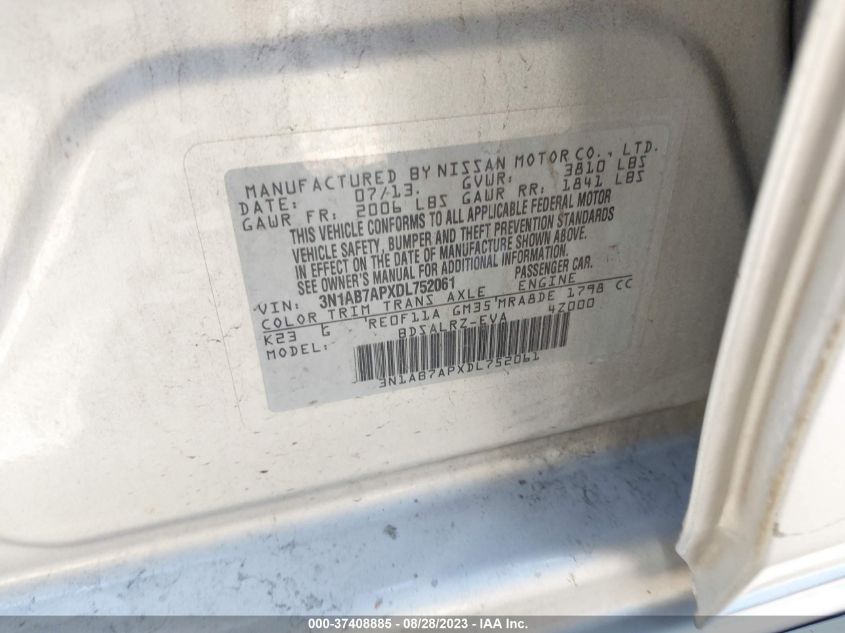 MANUFACTURED BY NISSAN MOTOR CO., LTD.
DATE: 07/13. GVWR: 3810 LBS
GAWR FR: 2006 LBS GAWR RR: 1841 LBS
THIS VEHICLE CONFORMS TO ALL APPLICABLE FEDERAL MOTOR
VEHICLE SAFETY, BUMPER AND THEFT PREVENTION STANDARDS
IN EFFECT ON THE DATE OF MANUFACTURE SHOWN ABOVE.
SEE OWNER'S MANUAL FOR ADDITIONAL INFORMATION.
VIN: 3N1AB7APXDL752061 PASSENGER CAR.
COLOR TRIM TRANS AXLE ENGINE
K23 G RE0F11A GM35 MRA8DE 1798 CC
MODEL: BDSALRZ-EVA 4Z000
3N1AB7APXDL752061
000-37408885 / 08/28/2023 - IAA Inc.